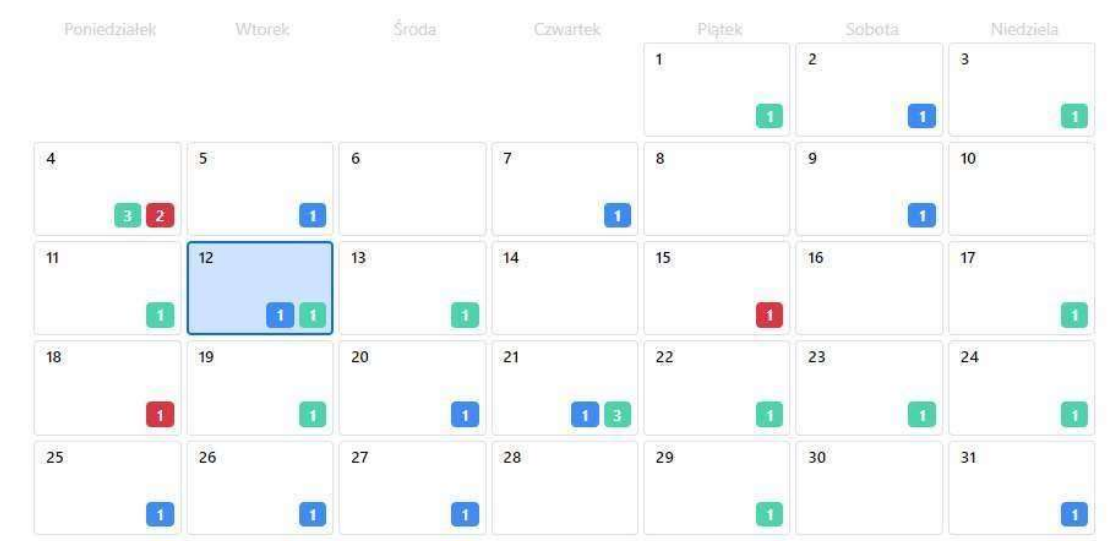 Poniedziałek Wtorek Środa Czwartek Piątek Sobota Niedziela
1 2 3
1 1 1
4 5 6 7 8 9 10
3 2 1 1 1
11 12 13 14 15 16 17
1 1 1 1 1 1
18 19 20 21 22 23 24
1 1 1 1 3 1 1 1
25 26 27 28 29 30 31
1 1 1 1 1